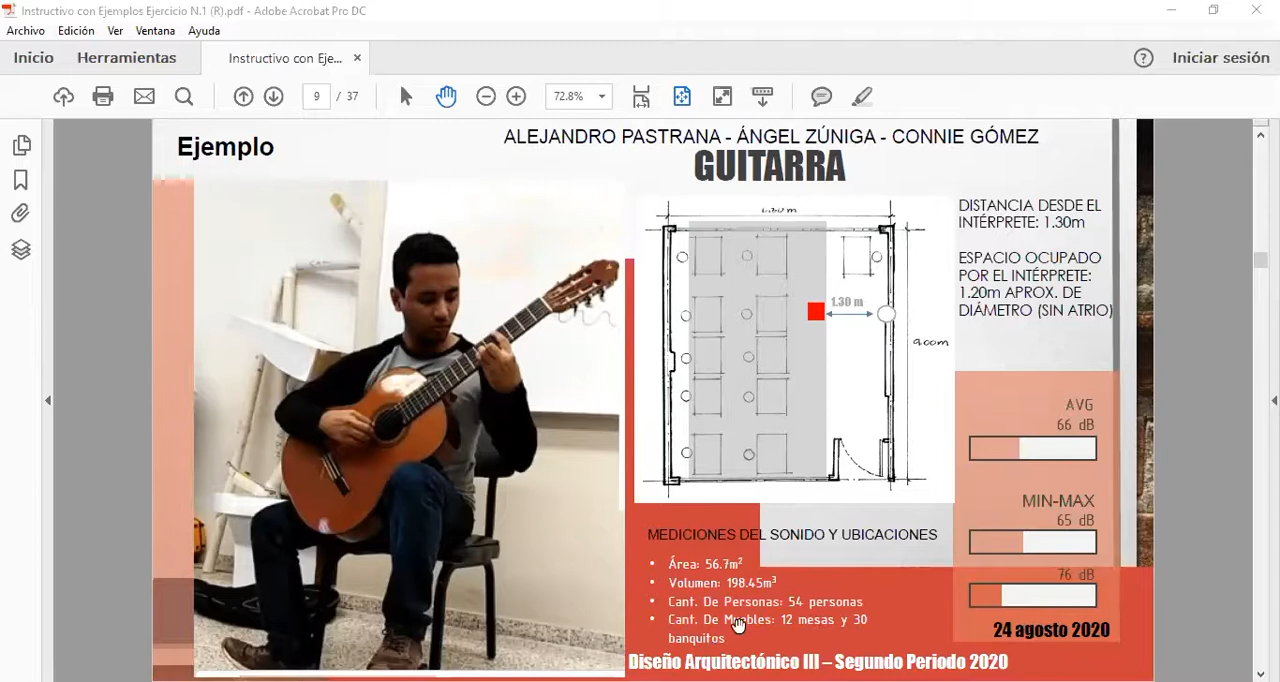 Instructivo con Ejemplos Ejercicio N.1 (R).pdf - Adobe Acrobat Pro DC
Archivo Edición Ver Ventana Ayuda
Inicio Herramientas Instructivo con Eje... × Iniciar sesión
9 / 37 72.8%
Ejemplo
ALEJANDRO PASTRANA - ÁNGEL ZÚNIGA - CONNIE GÓMEZ
GUITARRA
DISTANCIA DESDE EL
INTÉRPRETE: 1.30m
ESPACIO OCUPADO
POR EL INTÉRPRETE:
1.20m APROX. DE
DIÁMETRO (SIN ATRIO)
1.30 m
9.00m
AVG
66 dB
MIN-MAX
65 dB
76 dB
MEDICIONES DEL SONIDO Y UBICACIONES
• Área: 56.7m²
• Volumen: 198.45m³
• Cant. De Personas: 54 personas
• Cant. De Muebles: 12 mesas y 30
banquitos
24 agosto 2020
Diseño Arquitectónico III – Segundo Periodo 2020